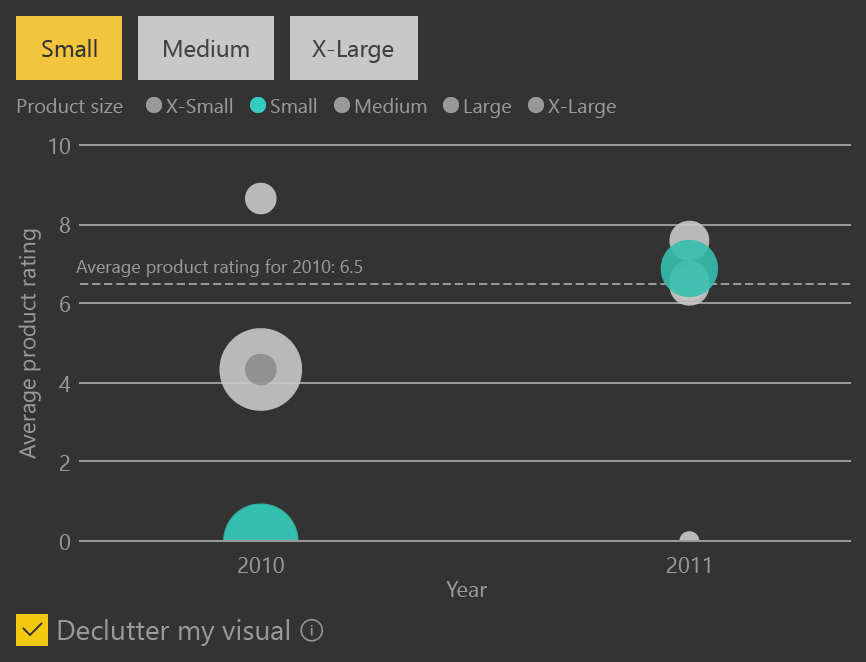 Small Medium X-Large
Product size X-Small Small Medium Large X-Large
10
8
Average product rating for 2010: 6.5
6
4
2
0
Average product rating
2010 2011
Year
Declutter my visual